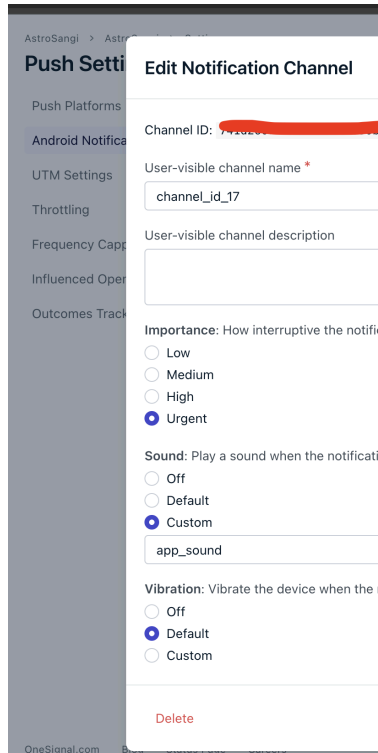 AstroSangi > Astr
Push Setti
Push Platforms
Android Notifica
UTM Settings
Throttling
Frequency Capp
Influenced Oper
Outcomes Track
OneSignal.com
Edit Notification Channel
Channel ID:
User-visible channel name *
channel_id_17
User-visible channel description
Importance: How interruptive the notific
Low
Medium
High
Urgent
Sound: Play a sound when the notificati
Off
Default
Custom
app_sound
Vibration: Vibrate the device when the
Off
Default
Custom
Delete